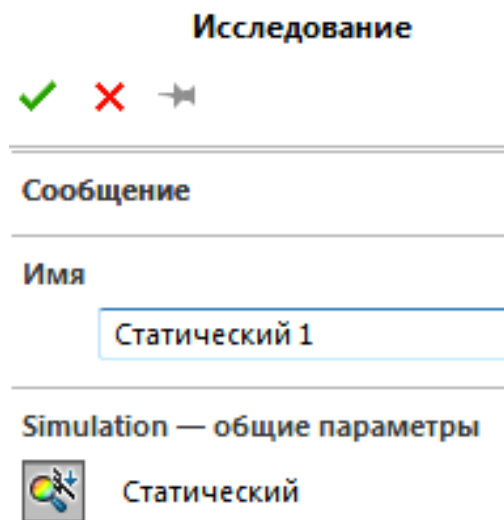 Исследование
Сообщение
Имя
Статический 1
Simulation — общие параметры
Статический